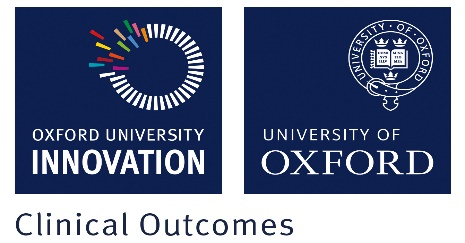 OXFORD UNIVERSITY
INNOVATION
UNIVERSITY OF
OXFORD
Clinical Outcomes